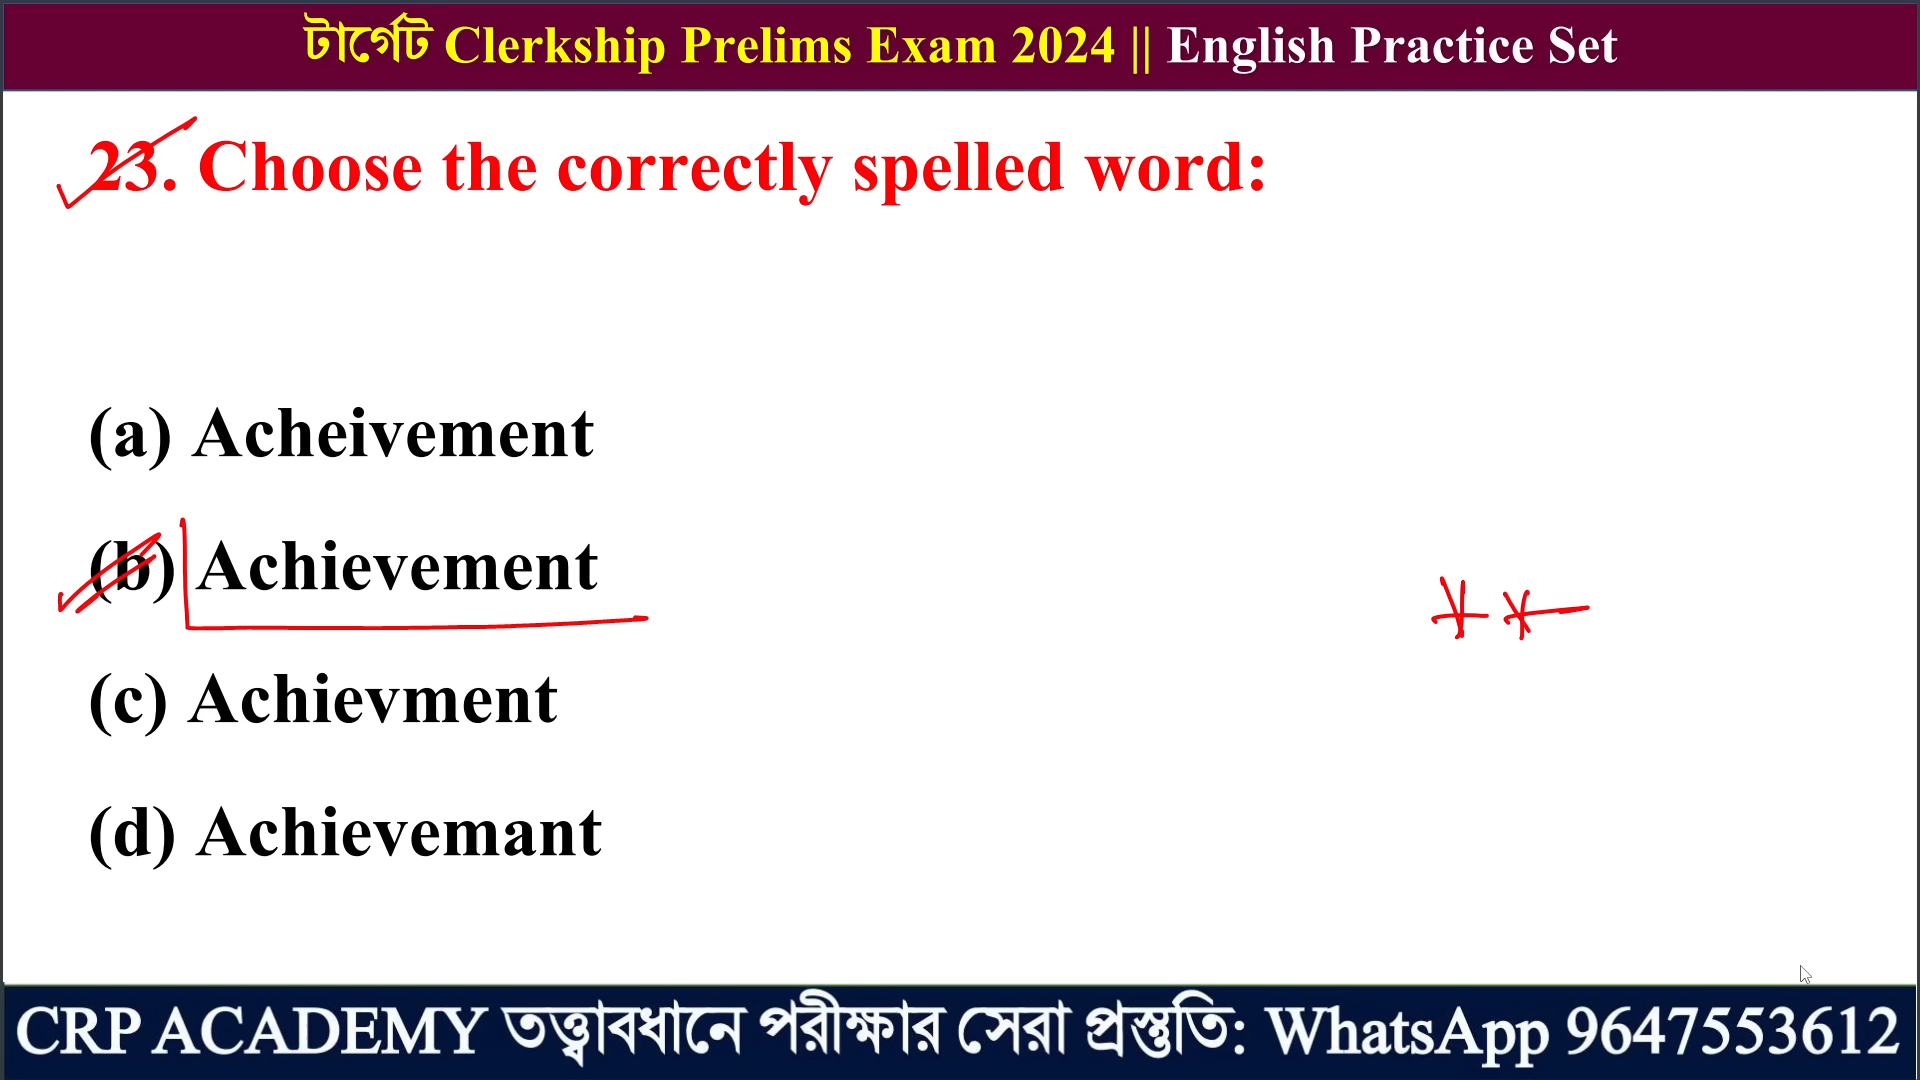 টার্গেট Clerkship Prelims Exam 2024 || English Practice Set
23. Choose the correctly spelled word:
(a) Acheivement
(b) Achievement
(c) Achievment
(d) Achievemant
CRP ACADEMY তত্ত্বাবধানে পরীক্ষার সেরা প্রস্তুতি: WhatsApp 9647553612